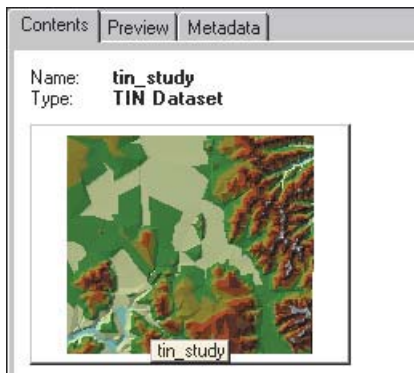 Contents Preview Metadata
Name: tin_study
Type: TIN Dataset
tin_study